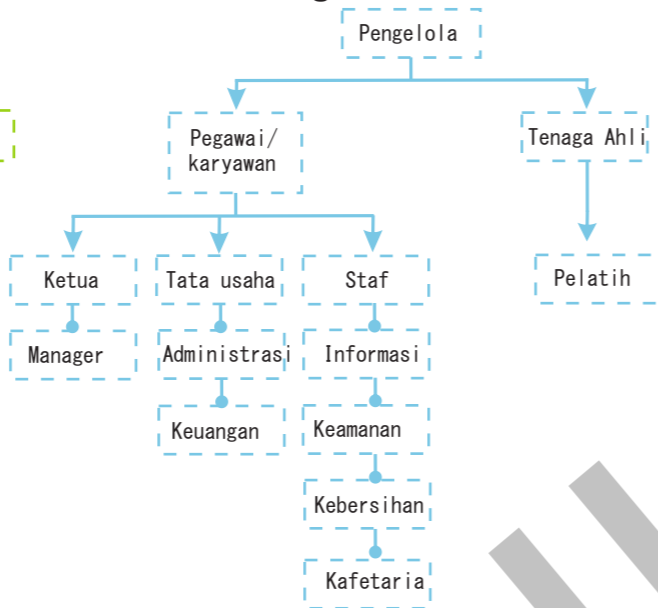 Pengelola
Pegawai/
karyawan
Tenaga Ahli
Ketua
Tata usaha
Staf
Pelatih
Manager
Administrasi
Informasi
Keuangan
Keamanan
Kebersihan
Kafetaria